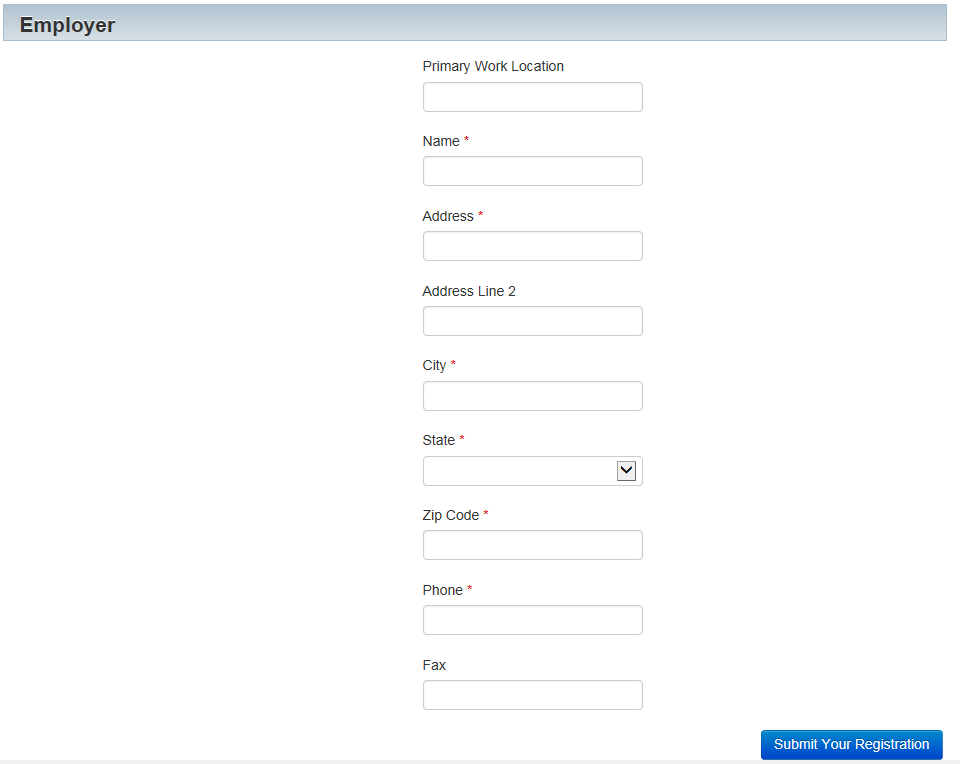 Employer
Primary Work Location
Name *
Address *
Address Line 2
City *
State *
Zip Code *
Phone *
Fax
Submit Your Registration